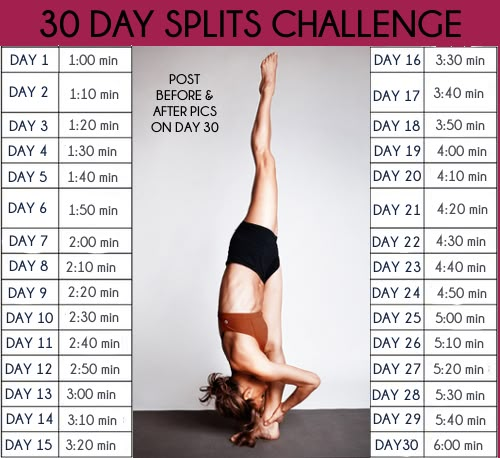 30 DAY SPLITS CHALLENGE
DAY 1 1:00 min
DAY 2 1:10 min
DAY 3 1:20 min
DAY 4 1:30 min
DAY 5 1:40 min
DAY 6 1:50 min
DAY 7 2:00 min
DAY 8 2:10 min
DAY 9 2:20 min
DAY 10 2:30 min
DAY 11 2:40 min
DAY 12 2:50 min
DAY 13 3:00 min
DAY 14 3:10 min
DAY 15 3:20 min
POST
BEFORE &
AFTER PICS
ON DAY 30
DAY 16 3:30 min
DAY 17 3:40 min
DAY 18 3:50 min
DAY 19 4:00 min
DAY 20 4:10 min
DAY 21 4:20 min
DAY 22 4:30 min
DAY 23 4:40 min
DAY 24 4:50 min
DAY 25 5:00 min
DAY 26 5:10 min
DAY 27 5:20 min
DAY 28 5:30 min
DAY 29 5:40 min
DAY30 6:00 min